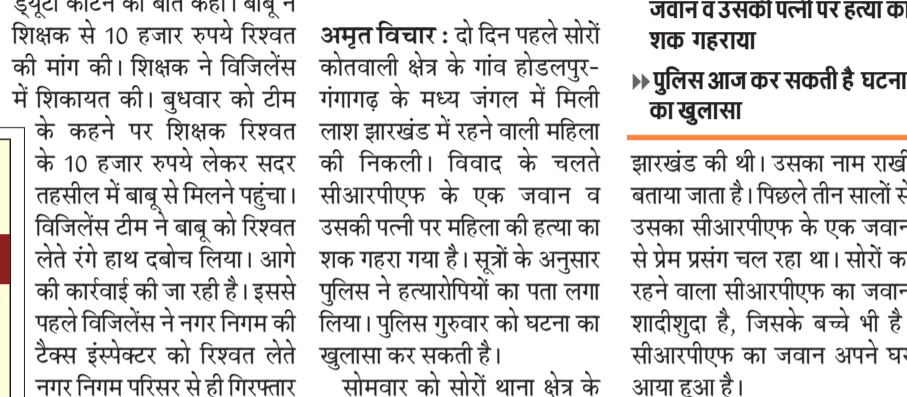 ड्यूटी काटने की बात कही। बाबू ने
शिक्षक से 10 हजार रुपये रिश्वत
की मांग की। शिक्षक ने विजिलेंस
में शिकायत की। बुधवार को टीम
के कहने पर शिक्षक रिश्वत
के 10 हजार रुपये लेकर सदर
तहसील में बाबू से मिलने पहुंचा।
विजिलेंस टीम ने बाबू को रिश्वत
लेते रंगे हाथ दबोच लिया। आगे
की कार्रवाई की जा रही है। इससे
पहले विजिलेंस ने नगर निगम की
टैक्स इंस्पेक्टर को रिश्वत लेते
नगर निगम परिसर से ही गिरफ्तार
अमृत विचार : दो दिन पहले सोरों
कोतवाली क्षेत्र के गांव होडलपुर-
गंगागढ़ के मध्य जंगल में मिली
लाश झारखंड में रहने वाली महिला
की निकली। विवाद के चलते
सीआरपीएफ के एक जवान व
उसकी पत्नी पर महिला की हत्या का
शक गहरा गया है। सूत्रों के अनुसार
पुलिस ने हत्यारोपियों का पता लगा
लिया। पुलिस गुरुवार को घटना का
खुलासा कर सकती है।
सोमवार को सोरों थाना क्षेत्र के
जवान व उसकी पत्नी पर हत्या का
शक गहराया
पुलिस आज कर सकती है घटना
का खुलासा
झारखंड की थी। उसका नाम राखी
बताया जाता है। पिछले तीन सालों से
उसका सीआरपीएफ के एक जवान
से प्रेम प्रसंग चल रहा था। सोरों का
रहने वाला सीआरपीएफ का जवान
शादीशुदा है, जिसके बच्चे भी है
सीआरपीएफ का जवान अपने घर
आया हुआ है।